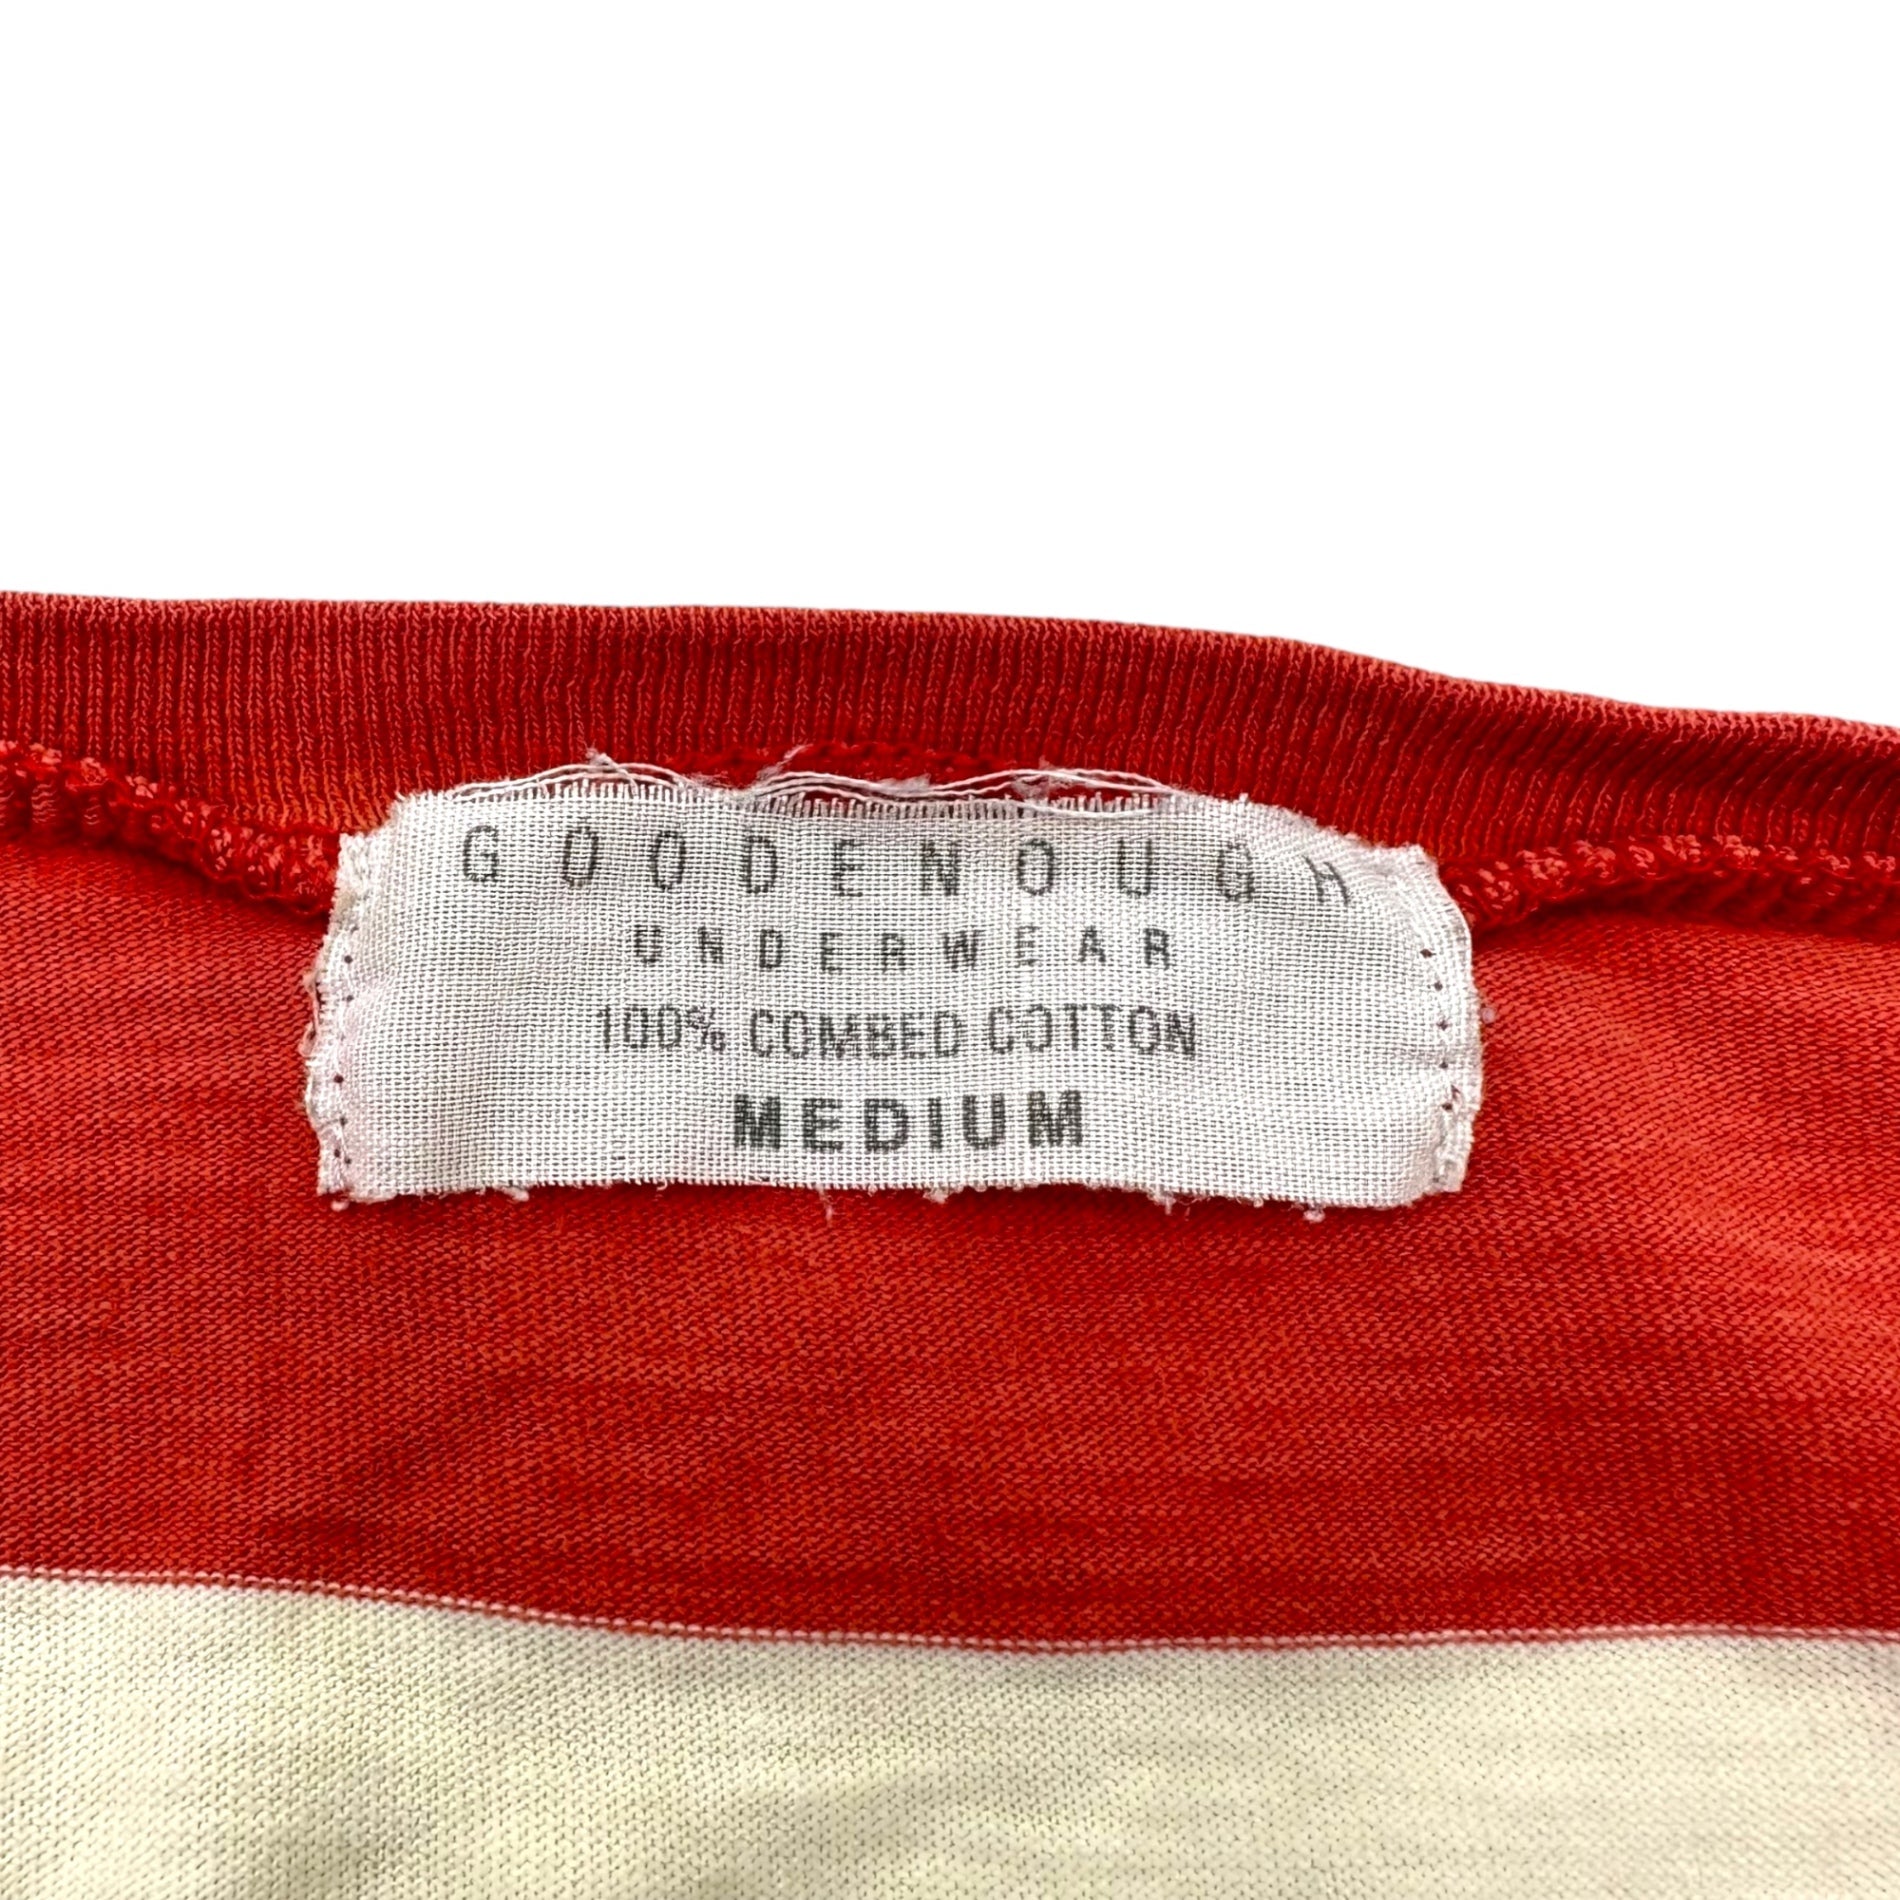 GOODENOUGH
UNDERWEAR
100% COMBED COTTON
MEDIUM